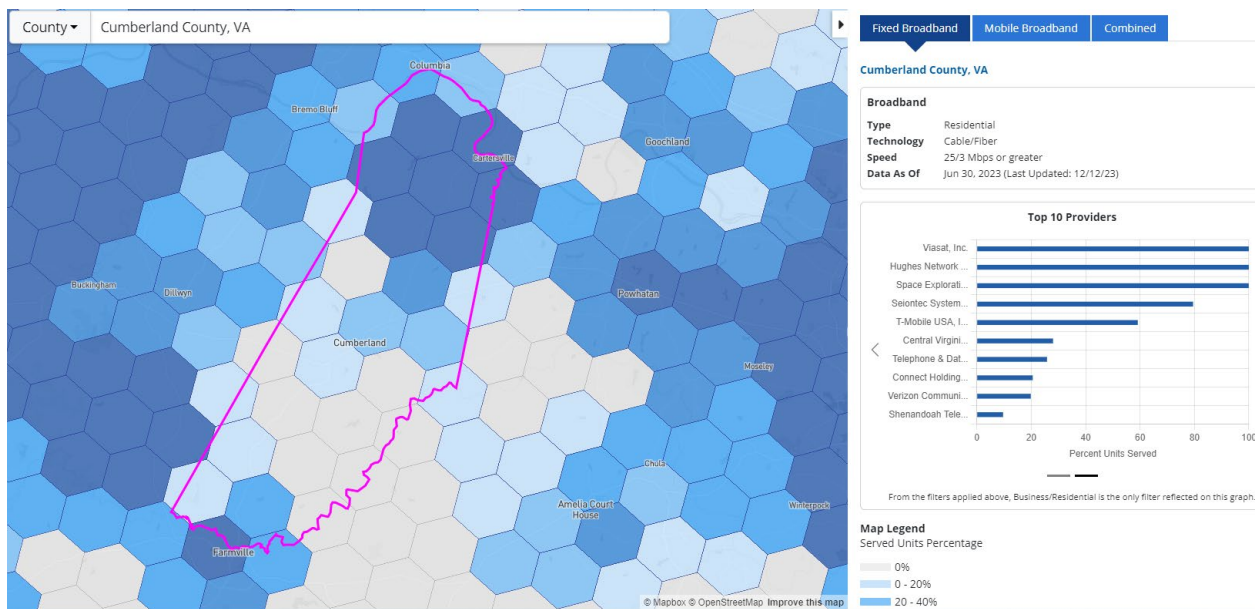 County
Cumberland County, VA
Columbia
Bremo Bluff
Goochland
Cartersville
Buckingham
Dillwyn
Powhatan
Cumberland
Moseley
Chula
Amelia Court
House
Winterpock
Farmville
© Mapbox © OpenStreetMap Improve this map
Fixed Broadband
Mobile Broadband
Combined
Cumberland County, VA
Broadband
Type Residential
Technology Cable/Fiber
Speed 25/3 Mbps or greater
Data As Of Jun 30, 2023 (Last Updated: 12/12/23)
Top 10 Providers
Viasat, Inc.
Hughes Network ...
Space Explorati...
Seiontec System...
T-Mobile USA, I...
Central Virgini...
Telephone & Dat...
Connect Holding...
Verizon Communi...
Shenandoah Tele...
0 20 40 60 80 100
Percent Units Served
From the filters applied above, Business/Residential is the only filter reflected on this graph.
Map Legend
Served Units Percentage
0%
0 - 20%
20 - 40%